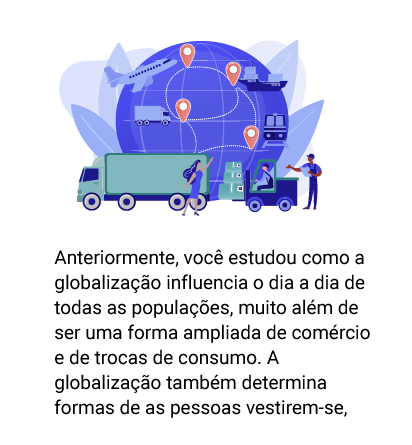 Anteriormente, você estudou como a
globalização influencia o dia a dia de
todas as populações, muito além de
ser uma forma ampliada de comércio
e de trocas de consumo. A
globalização também determina
formas de as pessoas vestirem-se,